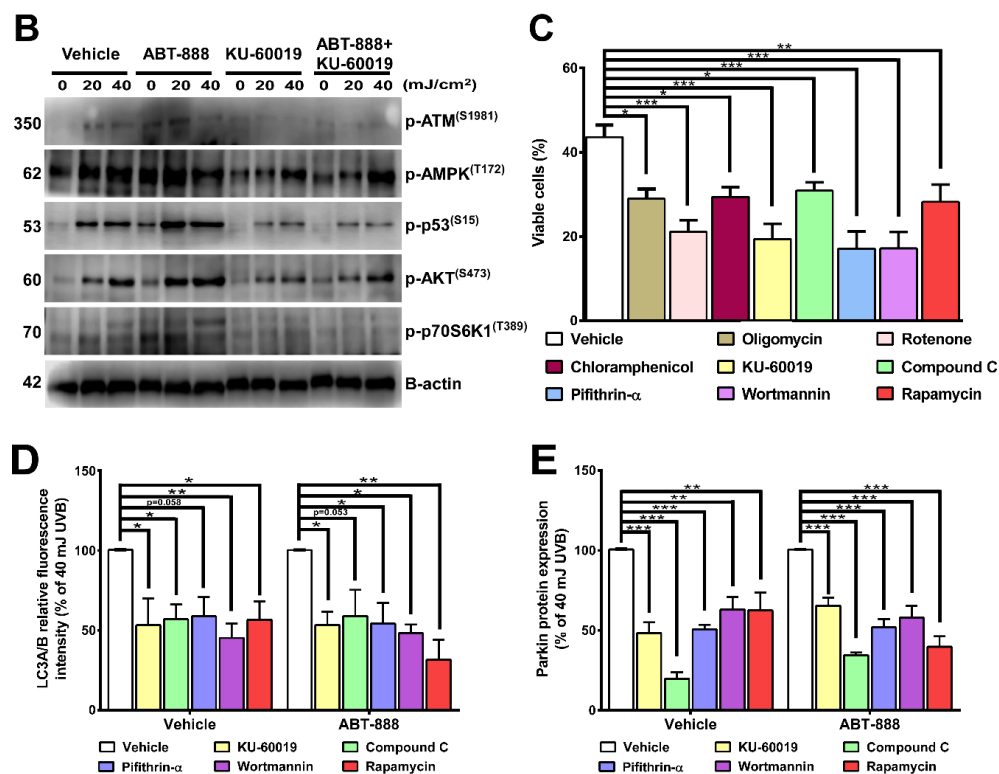 B
Vehicle ABT-888 KU-60019 ABT-888+
KU-60019
0 20 40 0 20 40 0 20 40 0 20 40 (mJ/cm²)
350 p-ATM(S1981)
62 p-AMPK(T172)
53 p-p53(S15)
60 p-AKT(S473)
70 p-p70S6K1(T389)
42 B-actin
C
Viable cells (%)
60
40
20
0
**
***
***
*
***
*
***
*
Vehicle Oligomycin Rotenone
Chloramphenicol KU-60019 Compound C
Pifithrin-α Wortmannin Rapamycin
D
LC3A/B relative fluorescence
intensity (% of 40 mJ UVB)
150
100
50
0
*
**
p=0.058
*
*
**
*
*
p=0.053
*
Vehicle ABT-888
Vehicle KU-60019 Compound C
Pifithrin-α Wortmannin Rapamycin
E
Parkin protein expression
(% of 40 mJ UVB)
150
100
50
0
**
**
***
***
***
***
***
***
***
***
Vehicle ABT-888
Vehicle KU-60019 Compound C
Pifithrin-α Wortmannin Rapamycin